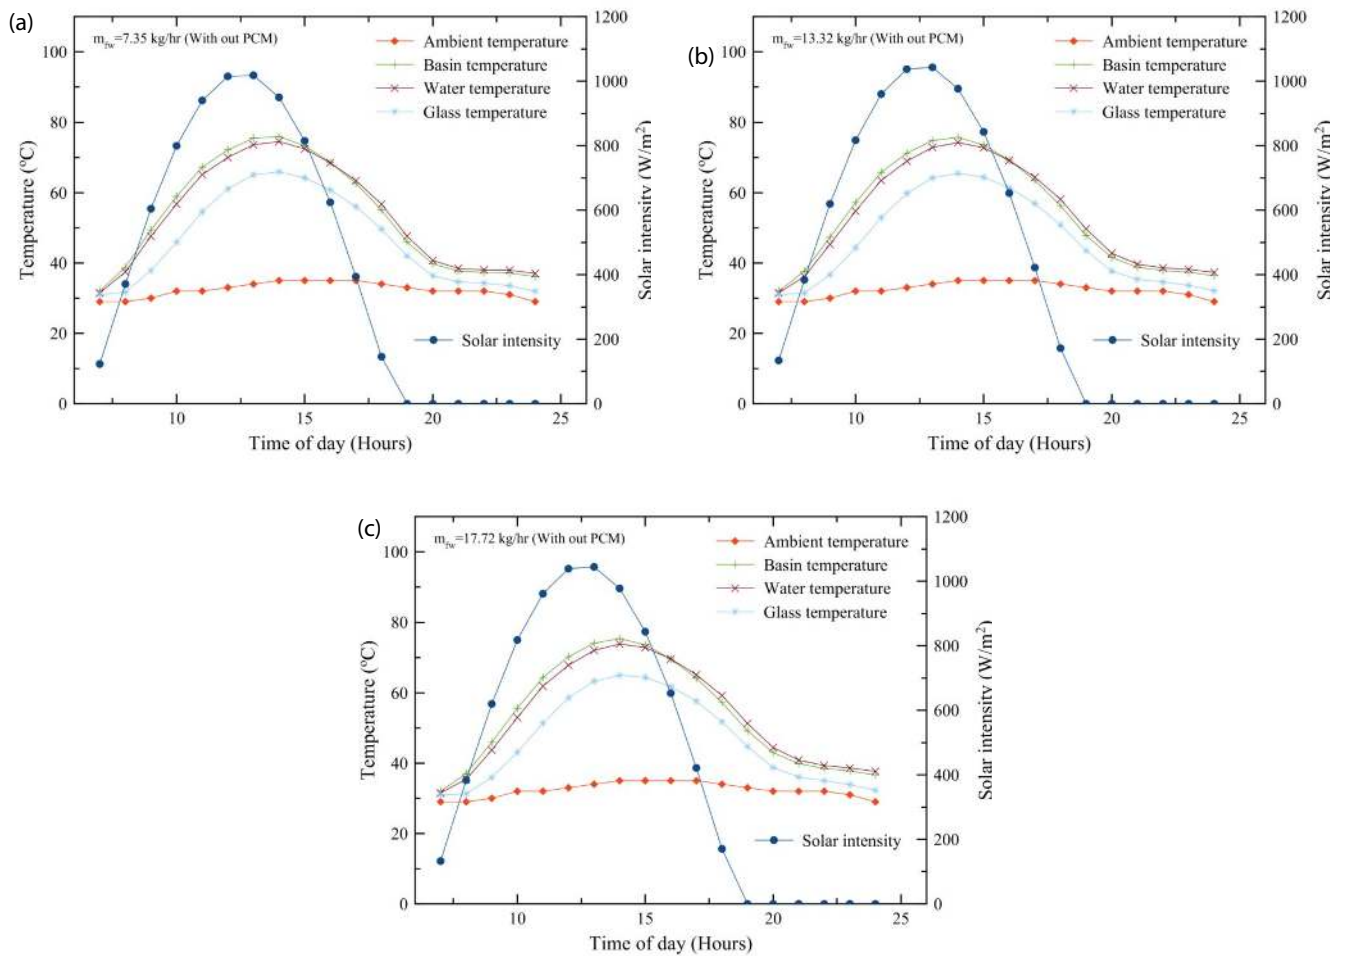 (a)
m_fw=7.35 kg/hr (With out PCM)
Ambient temperature
Basin temperature
Water temperature
Glass temperature
Solar intensity
Temperature (°C)
100
80
60
40
20
0
1200
1000
800
600
400
200
0
Solar intensity (W/m²)
10 15 20 25
Time of day (Hours)
(b)
m_fw=13.32 kg/hr (With out PCM)
Ambient temperature
Basin temperature
Water temperature
Glass temperature
Solar intensity
Temperature (°C)
100
80
60
40
20
0
1200
1000
800
600
400
200
0
Solar intensity (W/m²)
10 15 20 25
Time of day (Hours)
(c)
m_fw=17.72 kg/hr (With out PCM)
Ambient temperature
Basin temperature
Water temperature
Glass temperature
Solar intensity
Temperature (°C)
100
80
60
40
20
0
1200
1000
800
600
400
200
0
Solar intensity (W/m²)
10 15 20 25
Time of day (Hours)